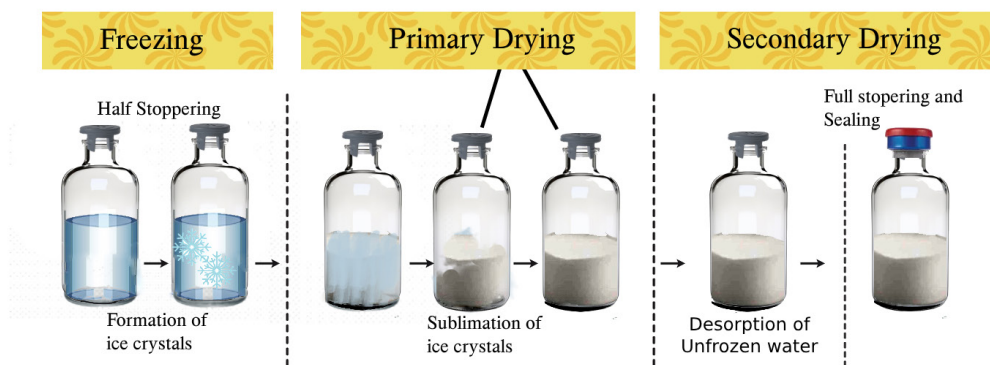 Freezing
Primary Drying
Secondary Drying
Half Stoppering
Full stopering and
Sealing
Formation of
ice crystals
Sublimation of
ice crystals
Desorption of
Unfrozen water